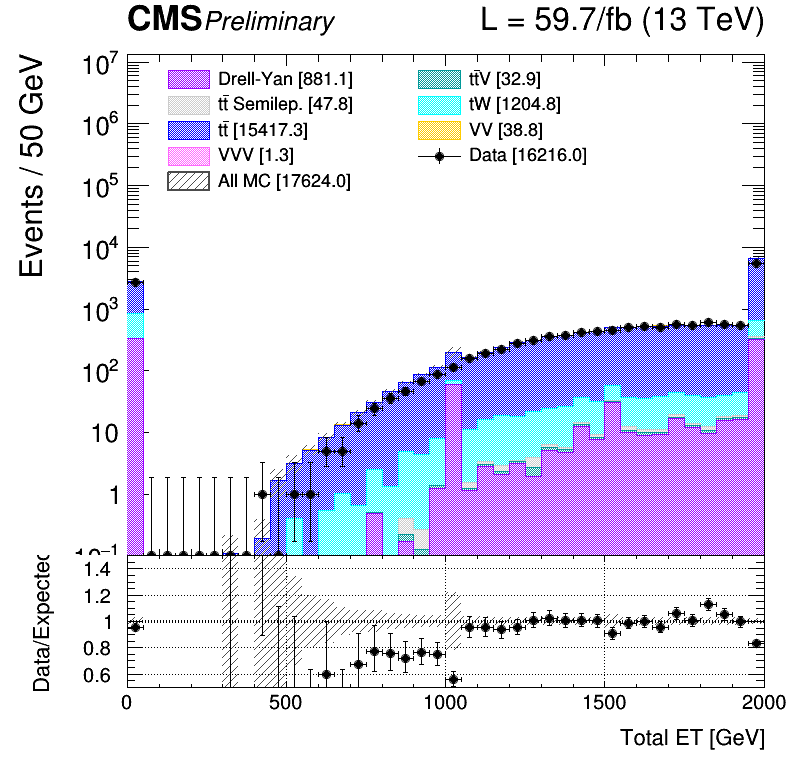 CMS Preliminary L = 59.7/fb (13 TeV)
Events / 50 GeV
10⁷
10⁶
10⁵
10⁴
10³
10²
10
1
10⁻¹
Drell-Yan [881.1]
tt̄ Semilep. [47.8]
tt̄ [15417.3]
VVV [1.3]
All MC [17624.0]
tt̄V [32.9]
tW [1204.8]
VV [38.8]
Data [16216.0]
Data/Expected
1.4
1.2
1
0.8
0.6
0 500 1000 1500 2000
Total ET [GeV]